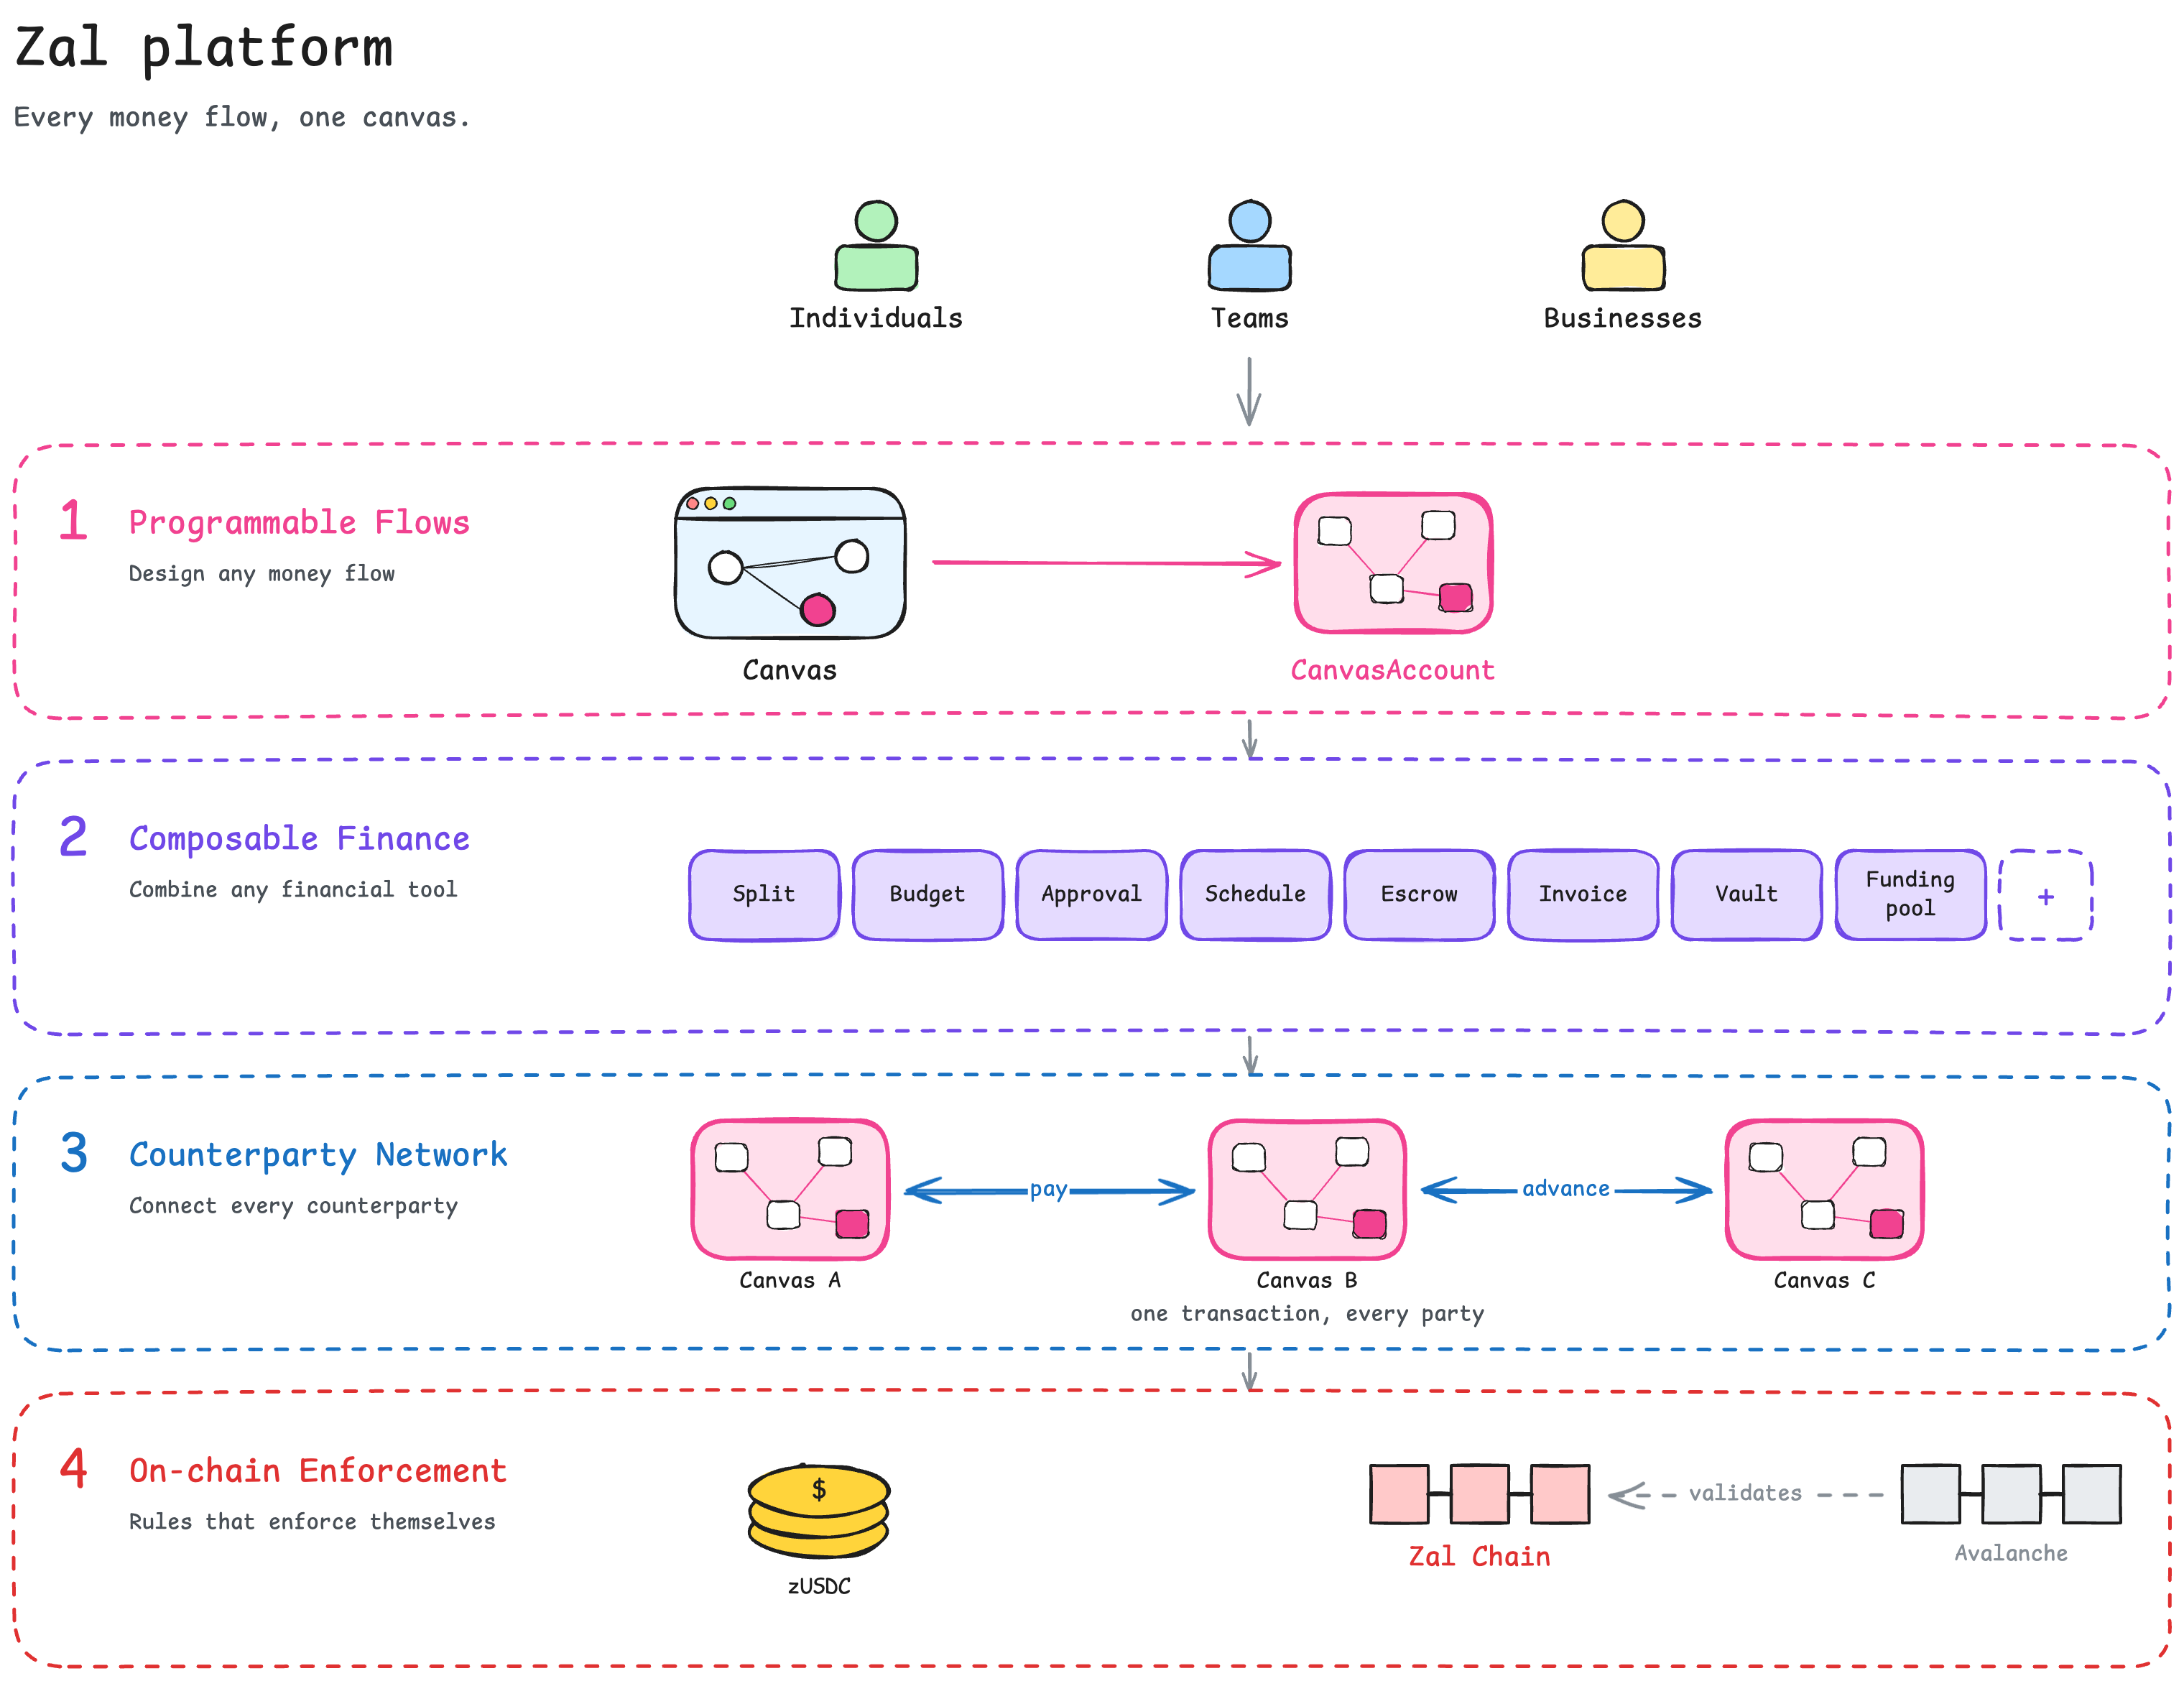 Zal platform
Every money flow, one canvas.
Individuals
Teams
Businesses
1
Programmable Flows
Design any money flow
Canvas
CanvasAccount
2
Composable Finance
Combine any financial tool
Split
Budget
Approval
Schedule
Escrow
Invoice
Vault
Funding
pool
+
3
Counterparty Network
Connect every counterparty
pay
advance
Canvas A
Canvas B
Canvas C
one transaction, every party
4
On-chain Enforcement
Rules that enforce themselves
$
zUSDC
validates
Zal Chain
Avalanche